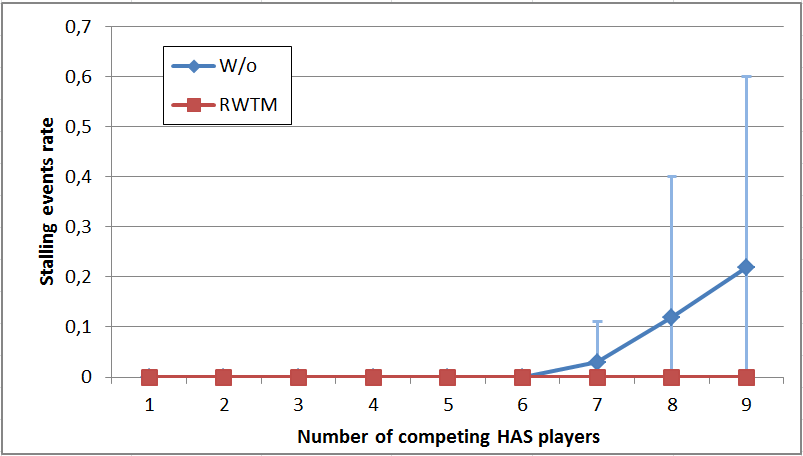 Stalling events rate
0,7
0,6
0,5
0,4
0,3
0,2
0,1
0
W/o
RWTM
1 2 3 4 5 6 7 8 9
Number of competing HAS players